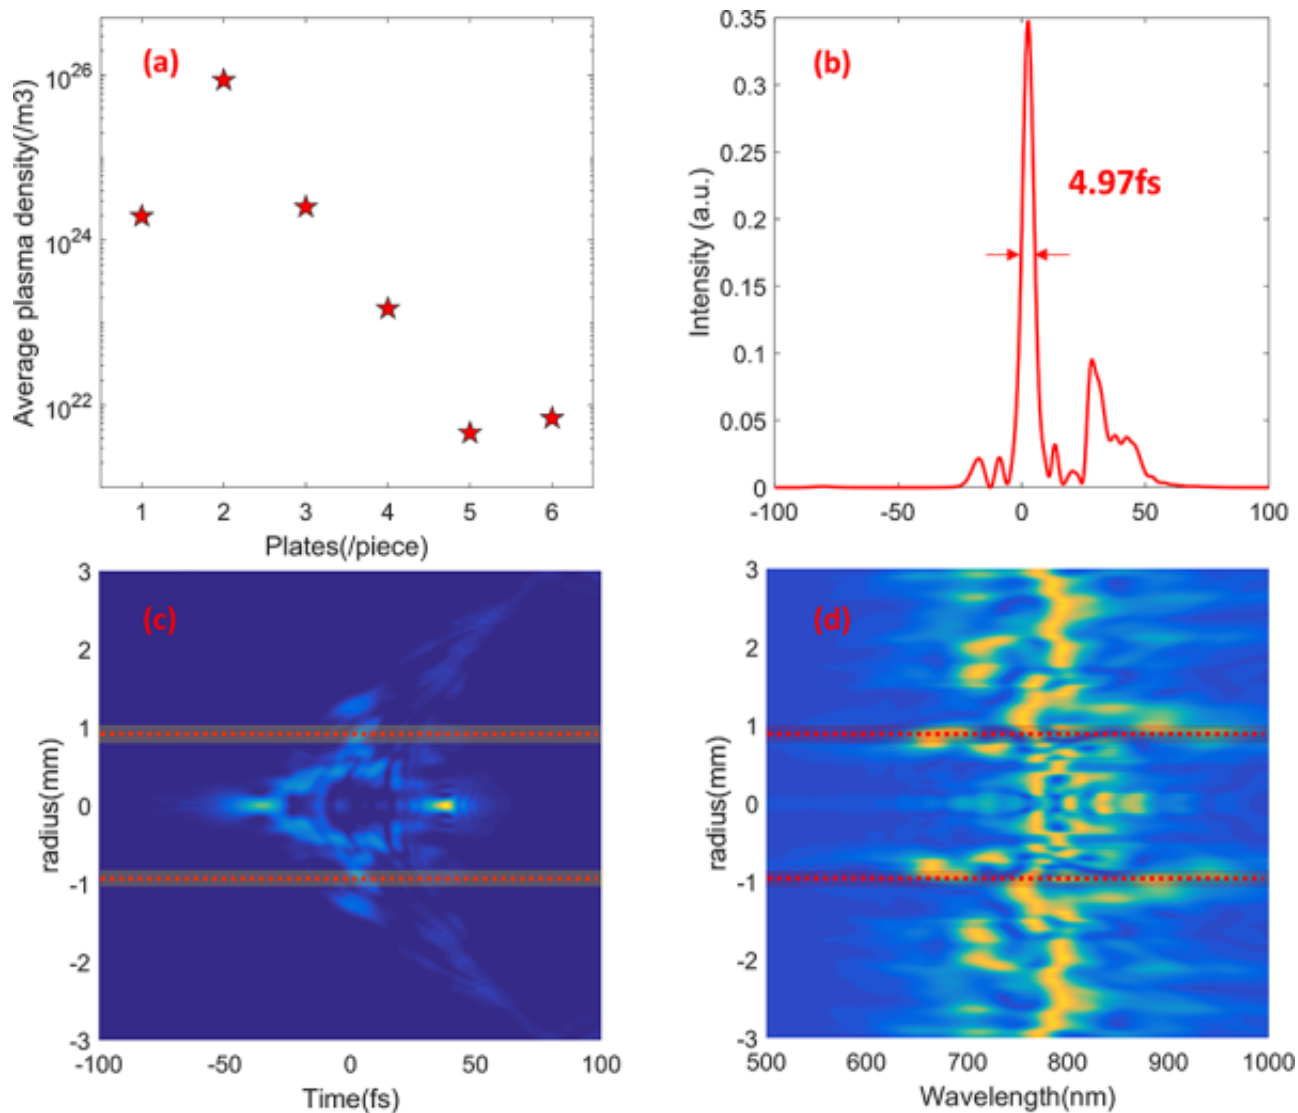 (a)
Average plasma density(/m3)
10^26
10^24
10^22
1 2 3 4 5 6
Plates(/piece)
(b)
Intensity (a.u.)
0.35
0.3
0.25
0.2
0.15
0.1
0.05
0
4.97fs
-100 -50 0 50 100
(c)
radius(mm)
3
2
1
0
-1
-2
-3
-100 -50 0 50 100
Time(fs)
(d)
radius(mm)
3
2
1
0
-1
-2
-3
500 600 700 800 900 1000
Wavelength(nm)